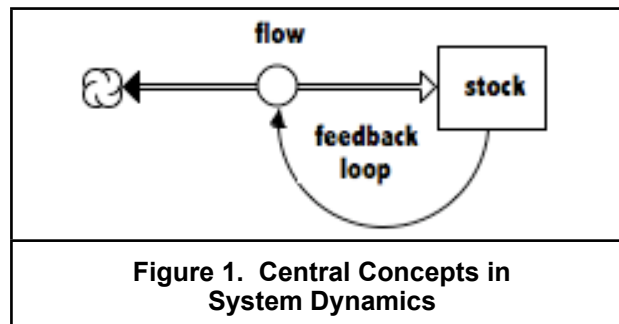 flow
stock
feedback
loop
Figure 1.  Central Concepts in
System Dynamics